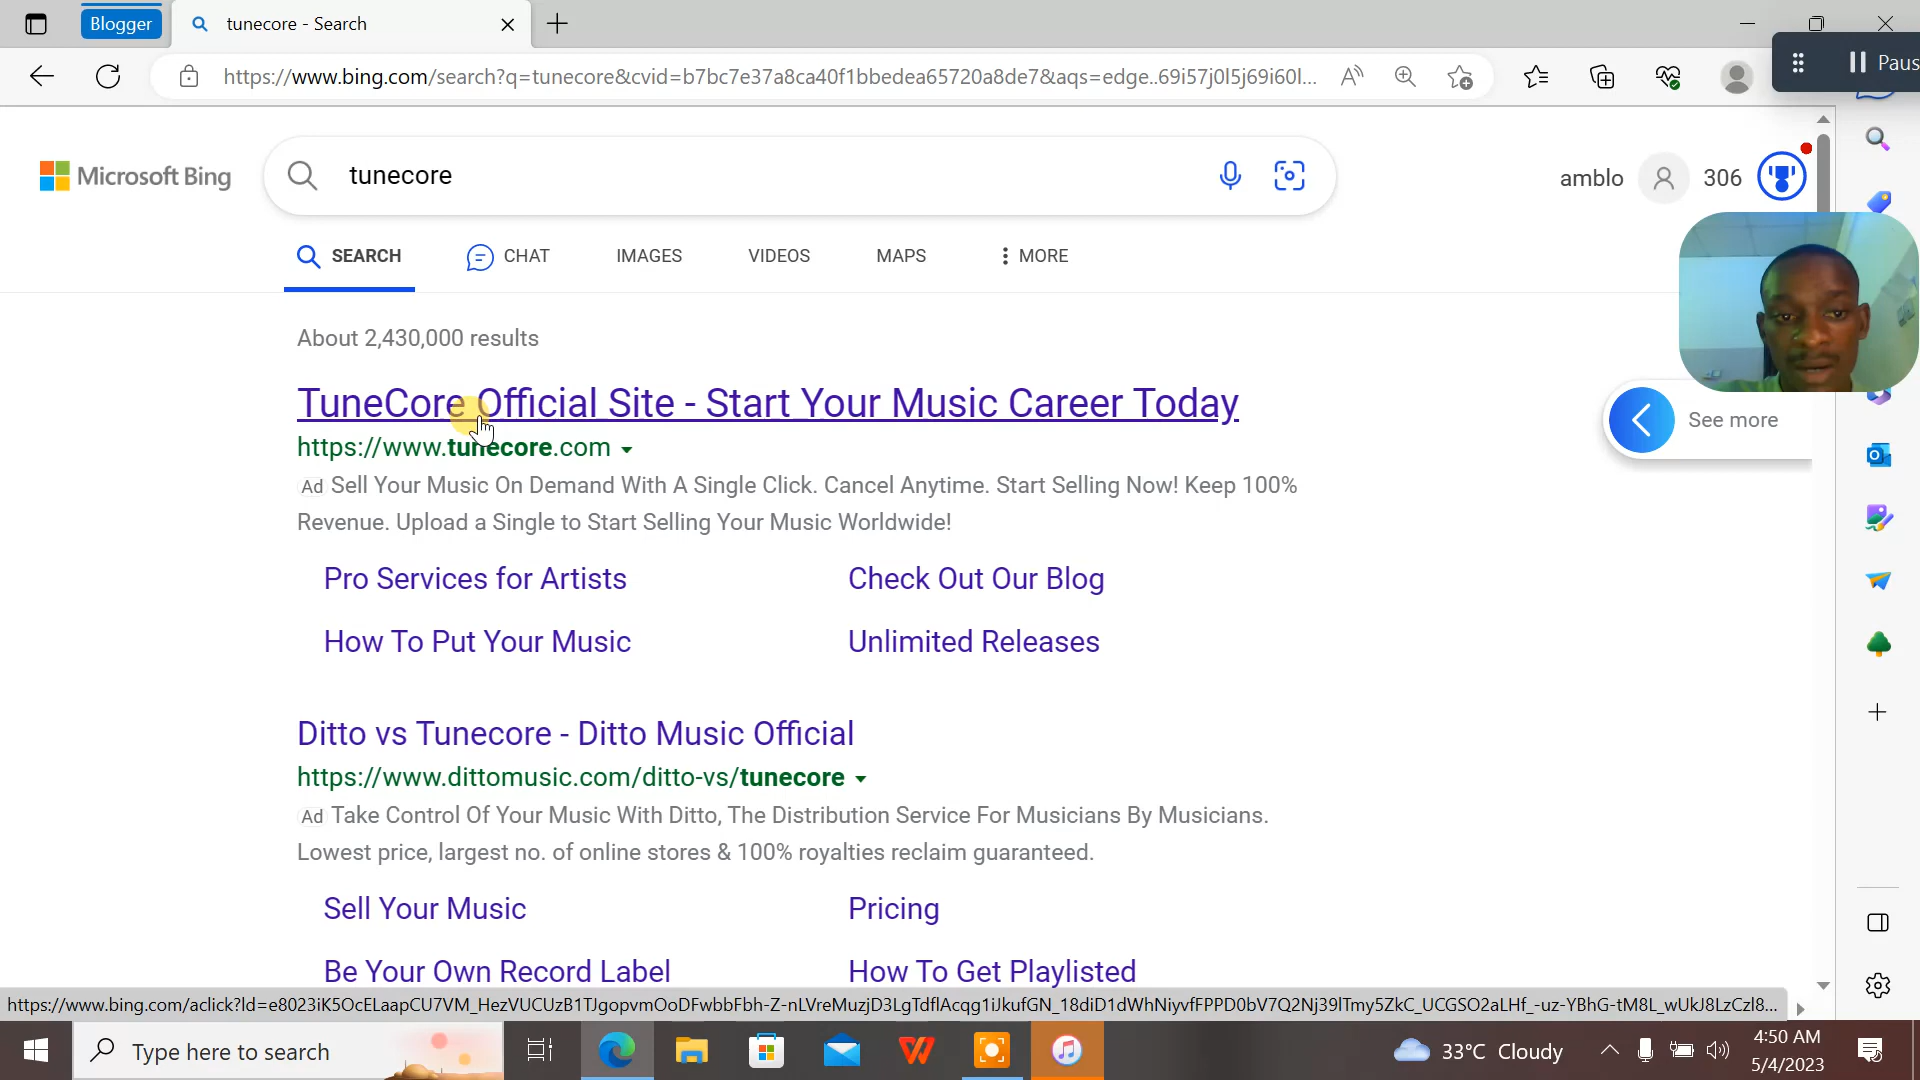 Blogger
tunecore - Search
https://www.bing.com/search?q=tunecore&cvid=b7bc7e37a8ca40f1bbedea65720a8de7&aqs=edge..69i57j0l5j69i60l...
Paus
Microsoft Bing
tunecore
amblo
306
SEARCH
CHAT
IMAGES
VIDEOS
MAPS
MORE
About 2,430,000 results
TuneCore Official Site - Start Your Music Career Today
https://www.tunecore.com
See more
Ad Sell Your Music On Demand With A Single Click. Cancel Anytime. Start Selling Now! Keep 100%
Revenue. Upload a Single to Start Selling Your Music Worldwide!
Pro Services for Artists
Check Out Our Blog
How To Put Your Music
Unlimited Releases
Ditto vs Tunecore - Ditto Music Official
https://www.dittomusic.com/ditto-vs/tunecore
Ad Take Control Of Your Music With Ditto, The Distribution Service For Musicians By Musicians.
Lowest price, largest no. of online stores & 100% royalties reclaim guaranteed.
Sell Your Music
Pricing
Be Your Own Record Label
How To Get Playlisted
https://www.bing.com/aclick?ld=e8023iK5OcELaapCU7VM_HezVUCUzB1TJgopvmOoDFwbbFbh-Z-nLVreMuzjD3LgTdflAcqg1iJkufGN_18diD1dWhNiyvfFPPD0bV7Q2Nj39lTmy5ZkC_UCGSO2aLHf_-uz-YBhG-tM8L_wUkJ8LzCzl8...
Type here to search
33°C Cloudy
4:50 AM
5/4/2023